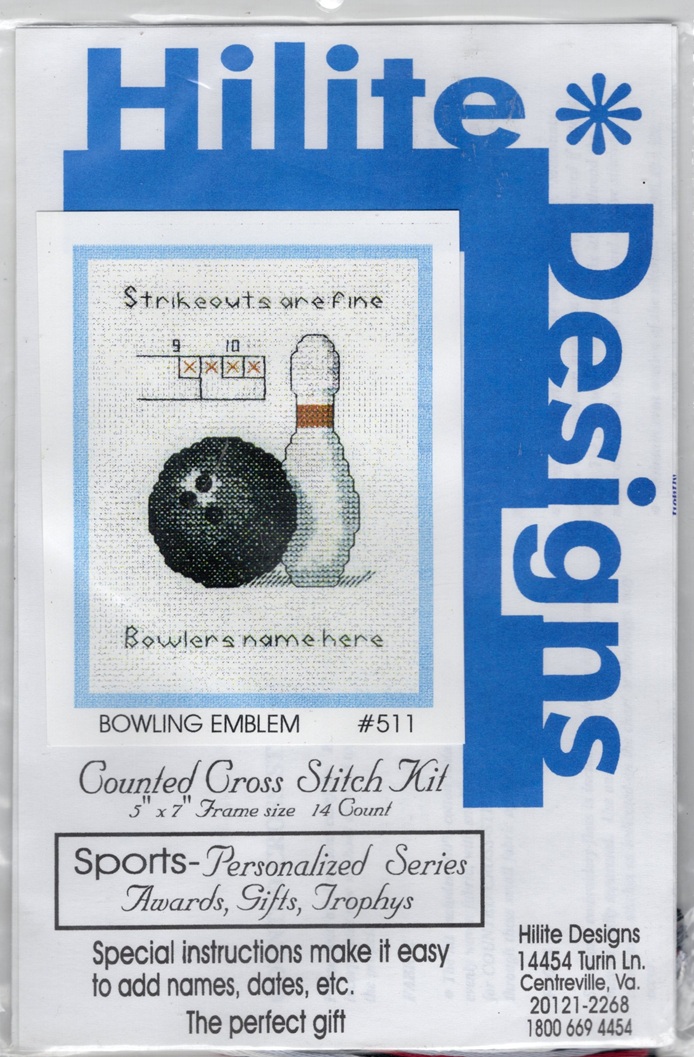 Hilite
Designs
Strikeouts are fine
9 10
X X X X
Bowlers name here
BOWLING EMBLEM #511
Counted Cross Stitch Kit
5" x 7" Frame size 14 Count
Sports-Personalized Series
Awards, Gifts, Trophys
Special instructions make it easy
to add names, dates, etc.
The perfect gift
Hilite Designs
14454 Turin Ln.
Centreville, Va.
20121-2268
1800 669 4454